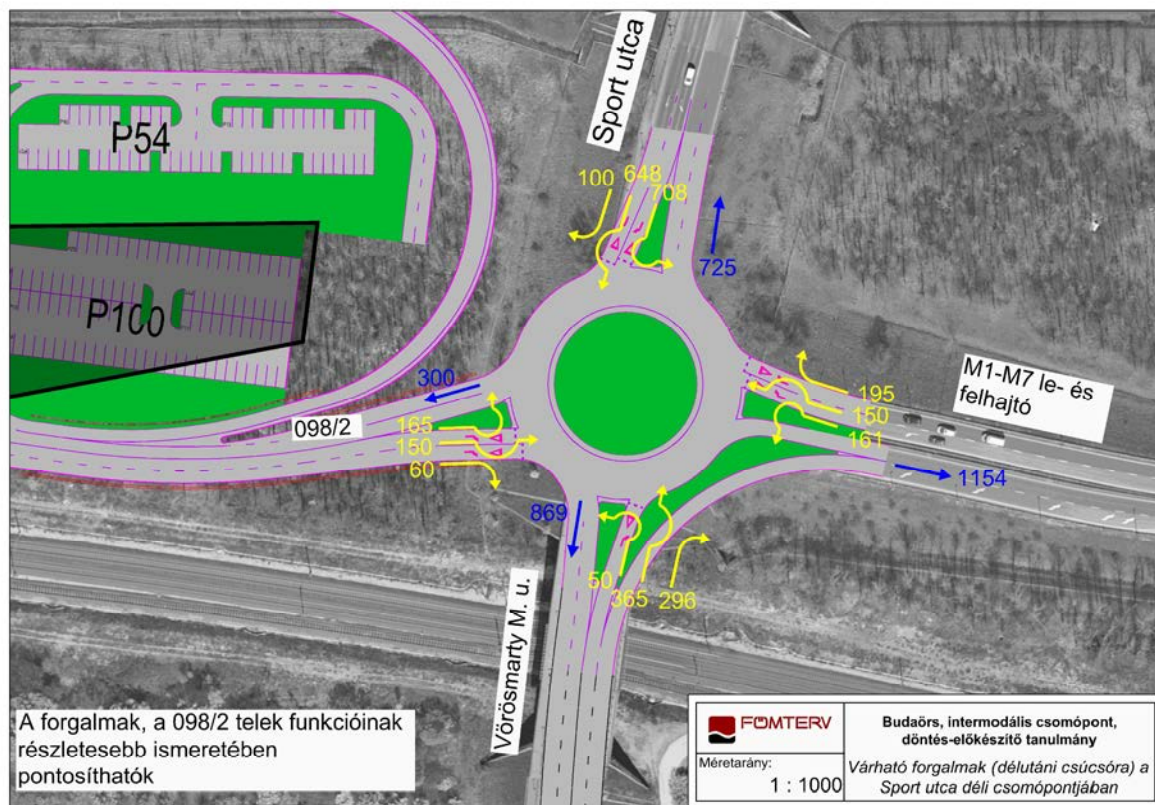 Sport utca
P54
100
648
708
725
P100
300
098/2
165
150
60
M1-M7 le- és
felhajtó
195
150
161
1154
869
50
365
296
Vörösmarty M. u.
A forgalmak, a 098/2 telek funkcióinak
részletesebb ismeretében
pontosíthatók
FŐMTERV
Méretarány:
1 : 1000
Budaörs, intermodális csomópont,
döntés-előkészítő tanulmány
Várható forgalmak (délutáni csúcsóra) a
Sport utca déli csomópontjában